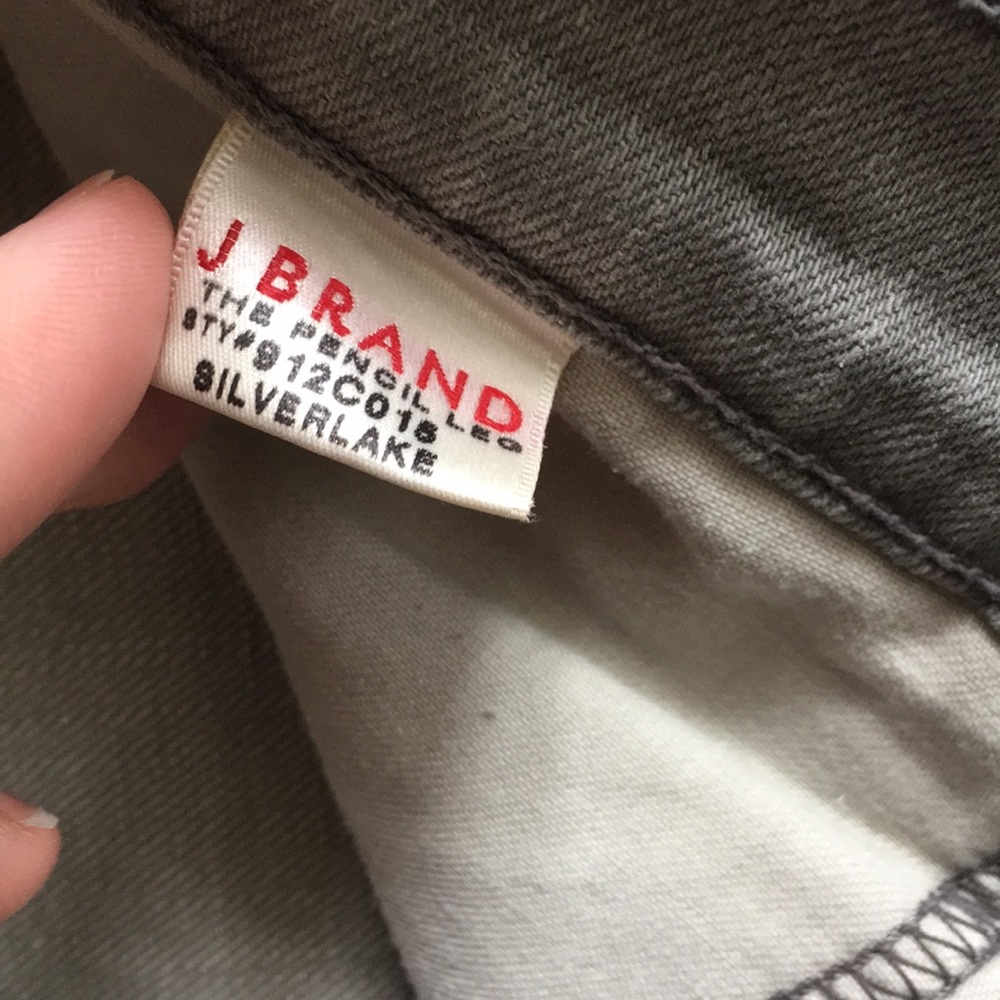 J BRAND
THE PENCIL LEG
STY#912C018
SILVERLAKE